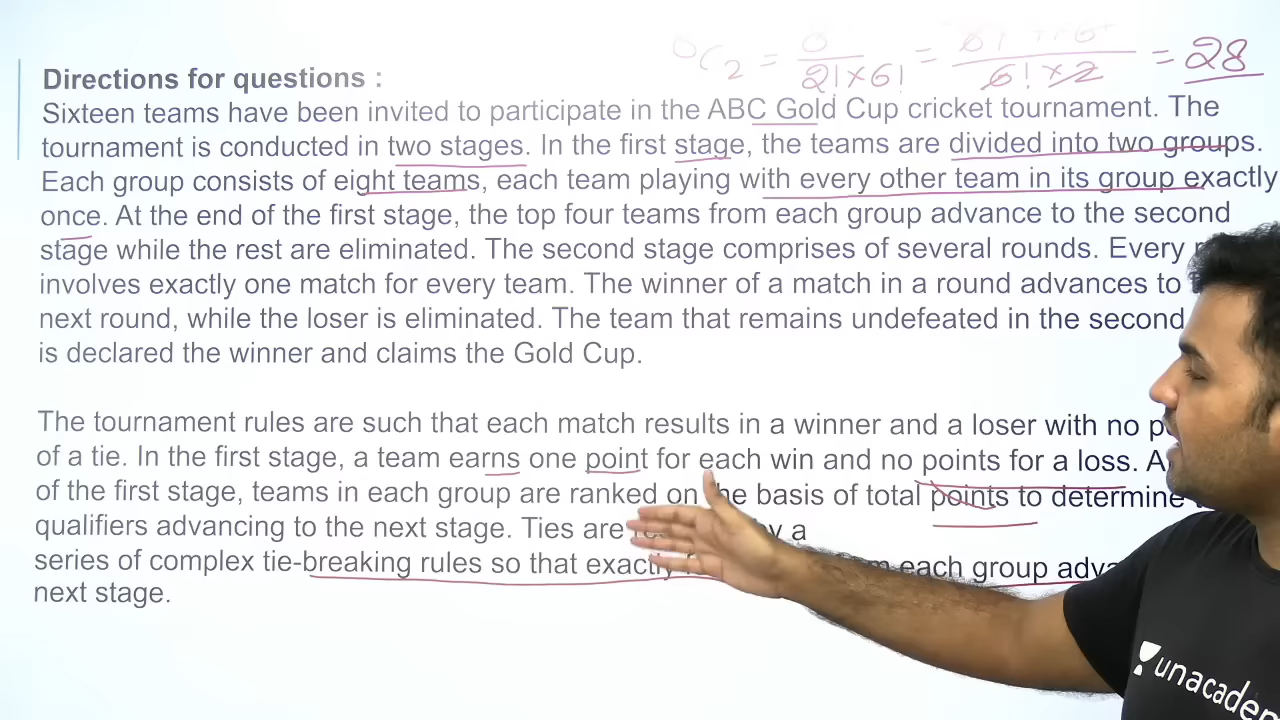 C2 = 2! × 6! = 6! × 2 = 28
Directions for questions :
Sixteen teams have been invited to participate in the ABC Gold Cup cricket tournament. The
tournament is conducted in two stages. In the first stage, the teams are divided into two groups.
Each group consists of eight teams, each team playing with every other team in its group exactly
once. At the end of the first stage, the top four teams from each group advance to the second
stage while the rest are eliminated. The second stage comprises of several rounds. Every
involves exactly one match for every team. The winner of a match in a round advances to
next round, while the loser is eliminated. The team that remains undefeated in the second
is declared the winner and claims the Gold Cup.
The tournament rules are such that each match results in a winner and a loser with no
of a tie. In the first stage, a team earns one point for each win and no points for a loss.
of the first stage, teams in each group are ranked on the basis of total points to determine
qualifiers advancing to the next stage. Ties are by a
series of complex tie-breaking rules so that exactly each group
next stage.
unacademy